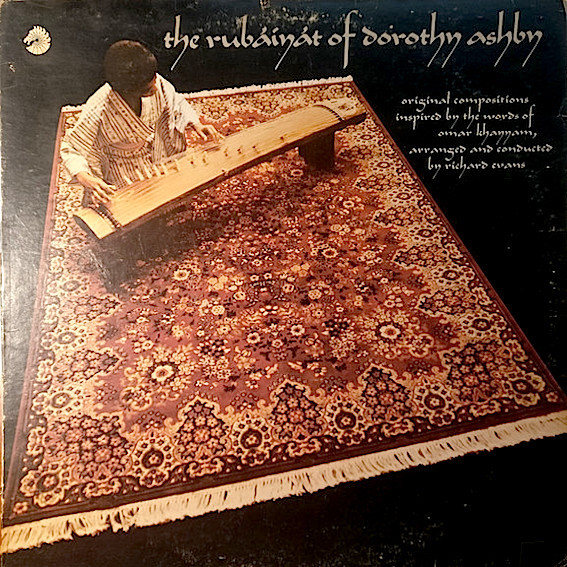 the rubáiyát of dorothy ashby
original compositions
inspired by the words of
omar khayyam,
arranged and conducted
by richard evans